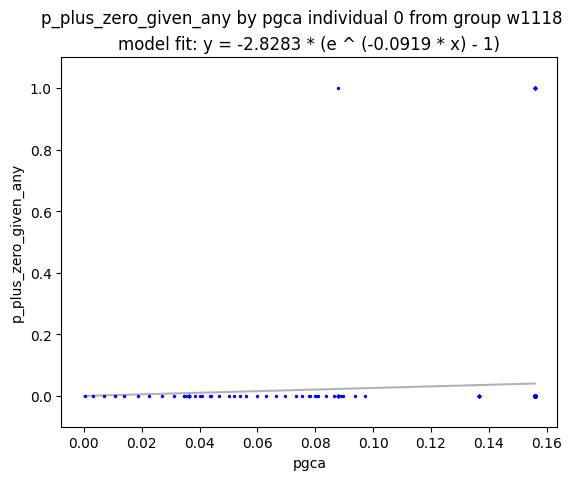 p_plus_zero_given_any by pgca individual 0 from group w1118
model fit: y = -2.8283 * (e ^ (-0.0919 * x) - 1)
1.0
0.8
0.6
0.4
0.2
0.0
p_plus_zero_given_any
0.00 0.02 0.04 0.06 0.08 0.10 0.12 0.14 0.16
pgca